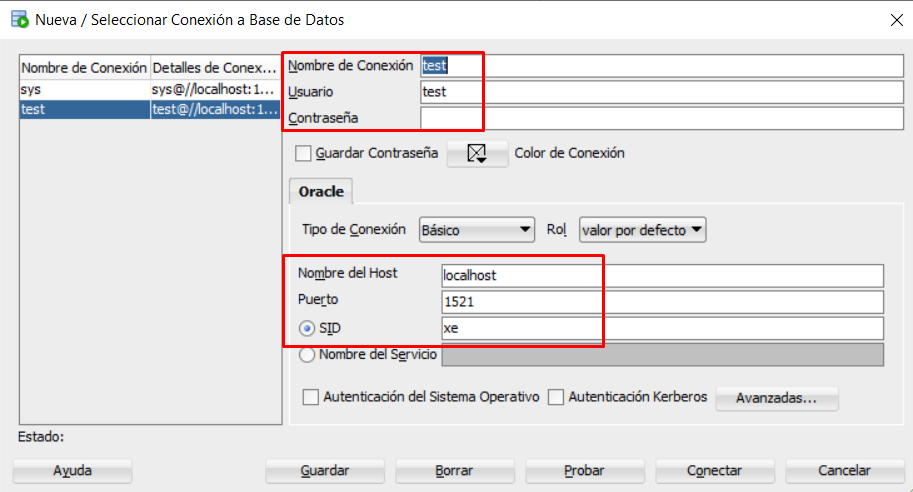 Nueva / Seleccionar Conexión a Base de Datos
Nombre de Conexión Detalles de Conex...
sys sys@//localhost:1...
test test@//localhost:1...
Nombre de Conexión test
Usuario test
Contraseña
Guardar Contraseña Color de Conexión
Oracle
Tipo de Conexión Básico Rol valor por defecto
Nombre del Host localhost
Puerto 1521
SID xe
Nombre del Servicio
Autenticación del Sistema Operativo Autenticación Kerberos Avanzadas...
Estado:
Ayuda Guardar Borrar Probar Conectar Cancelar